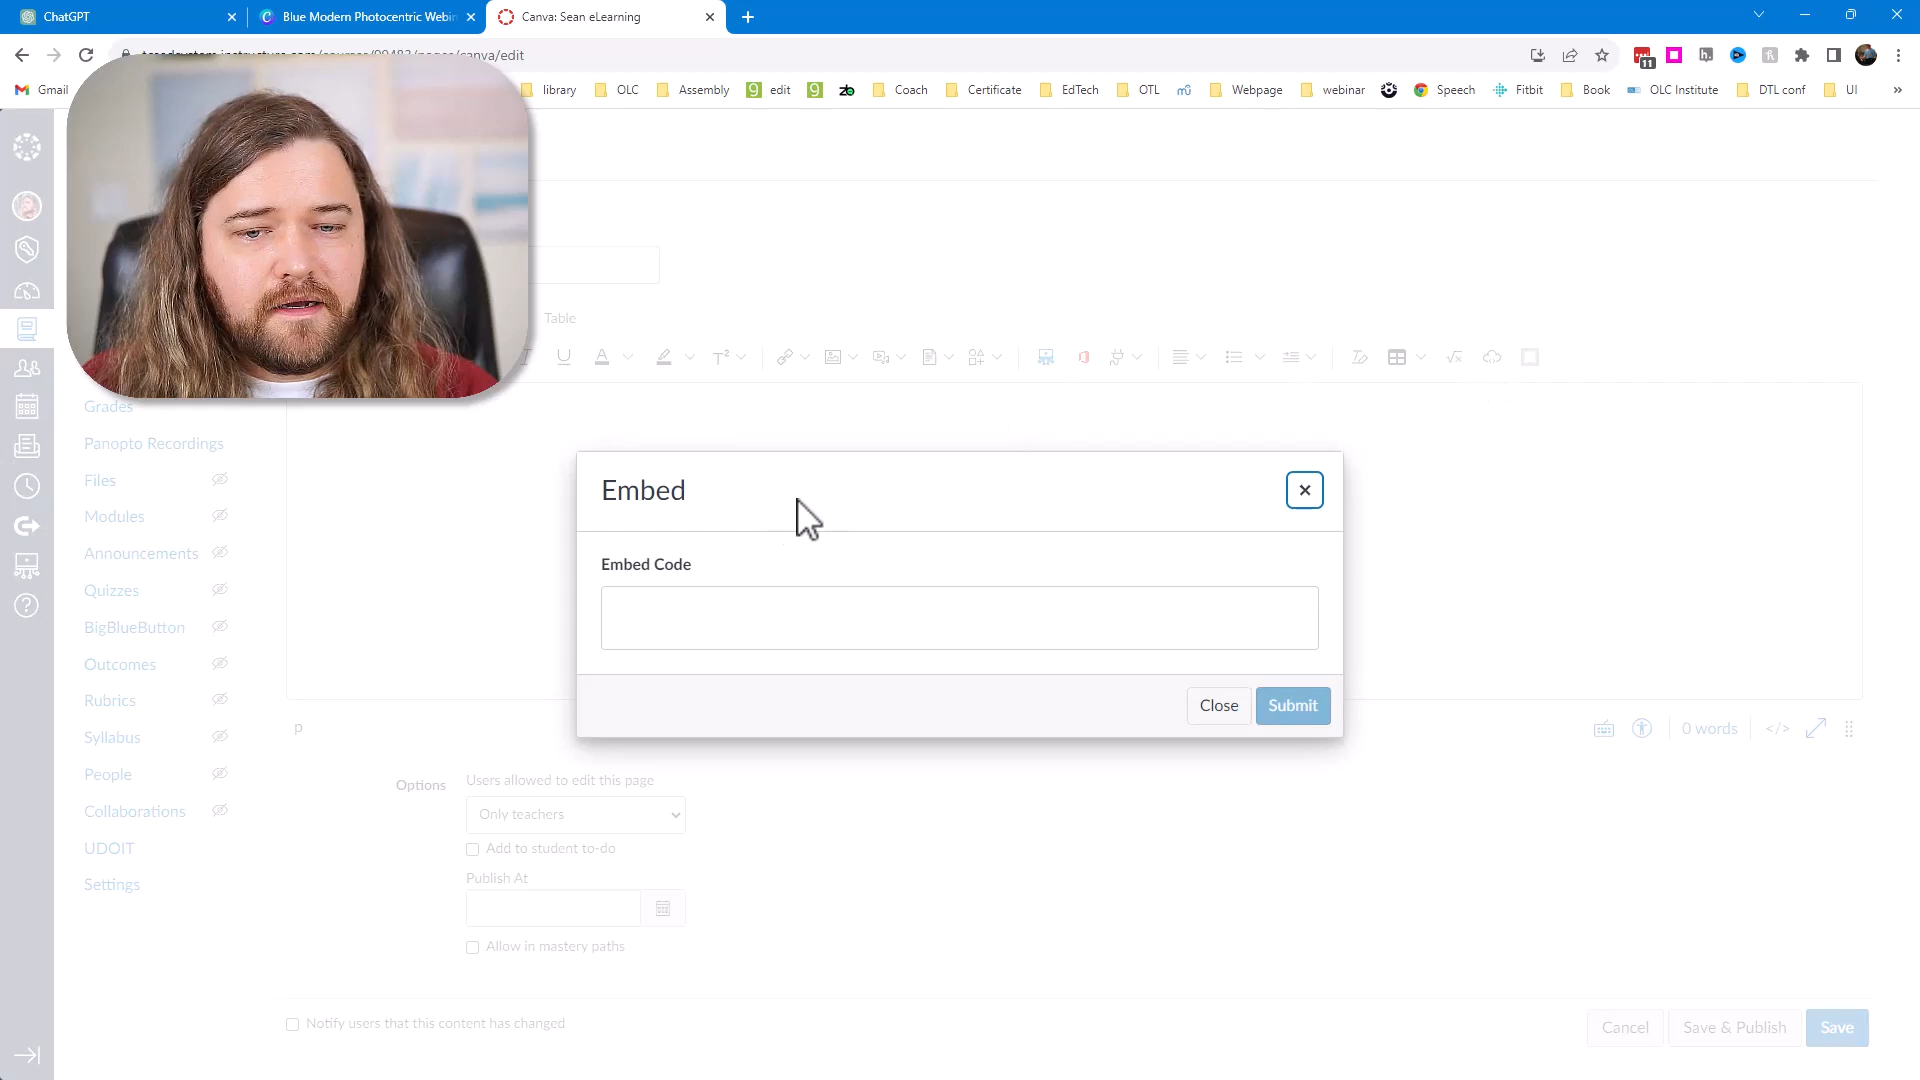 ChatGPT
Blue Modern Photocentric Webin
Canva: Sean eLearning
Gmail
library
OLC
Assembly
edit
Coach
Certificate
EdTech
OTL
Webpage
webinar
Speech
Fitbit
Book
OLC Institute
DTL conf
UI
»
11
Table
Grades
Panopto Recordings
Files
Modules
Announcements
Quizzes
BigBlueButton
Outcomes
Rubrics
Syllabus
People
Collaborations
UDOIT
Settings
Embed
Embed Code
Close
Submit
p
0 words
</>
Options
Users allowed to edit this page
Only teachers
Add to student to-do
Publish At
Allow in mastery paths
Notify users that this content has changed
Cancel
Save & Publish
Save